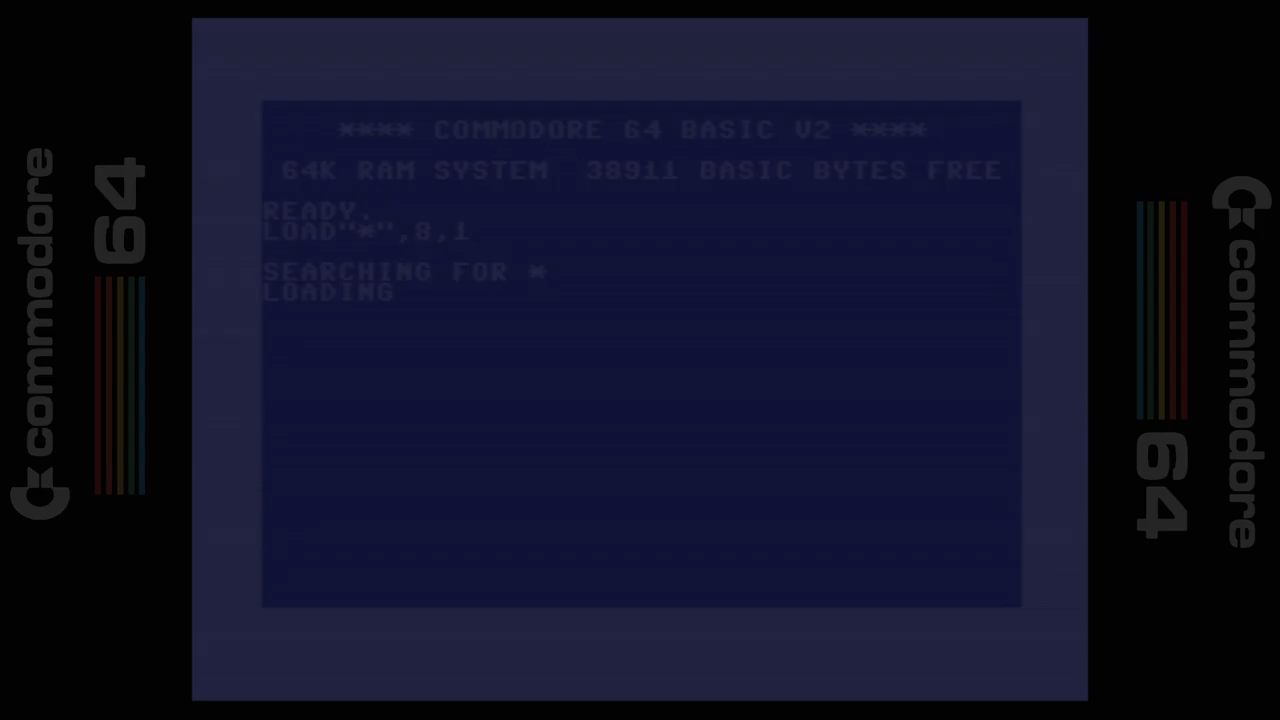 **** COMMODORE 64 BASIC V2 ****
64K RAM SYSTEM  38911 BASIC BYTES FREE
READY.
LOAD"*",8,1
SEARCHING FOR *
LOADING
commodore
64
commodore
64